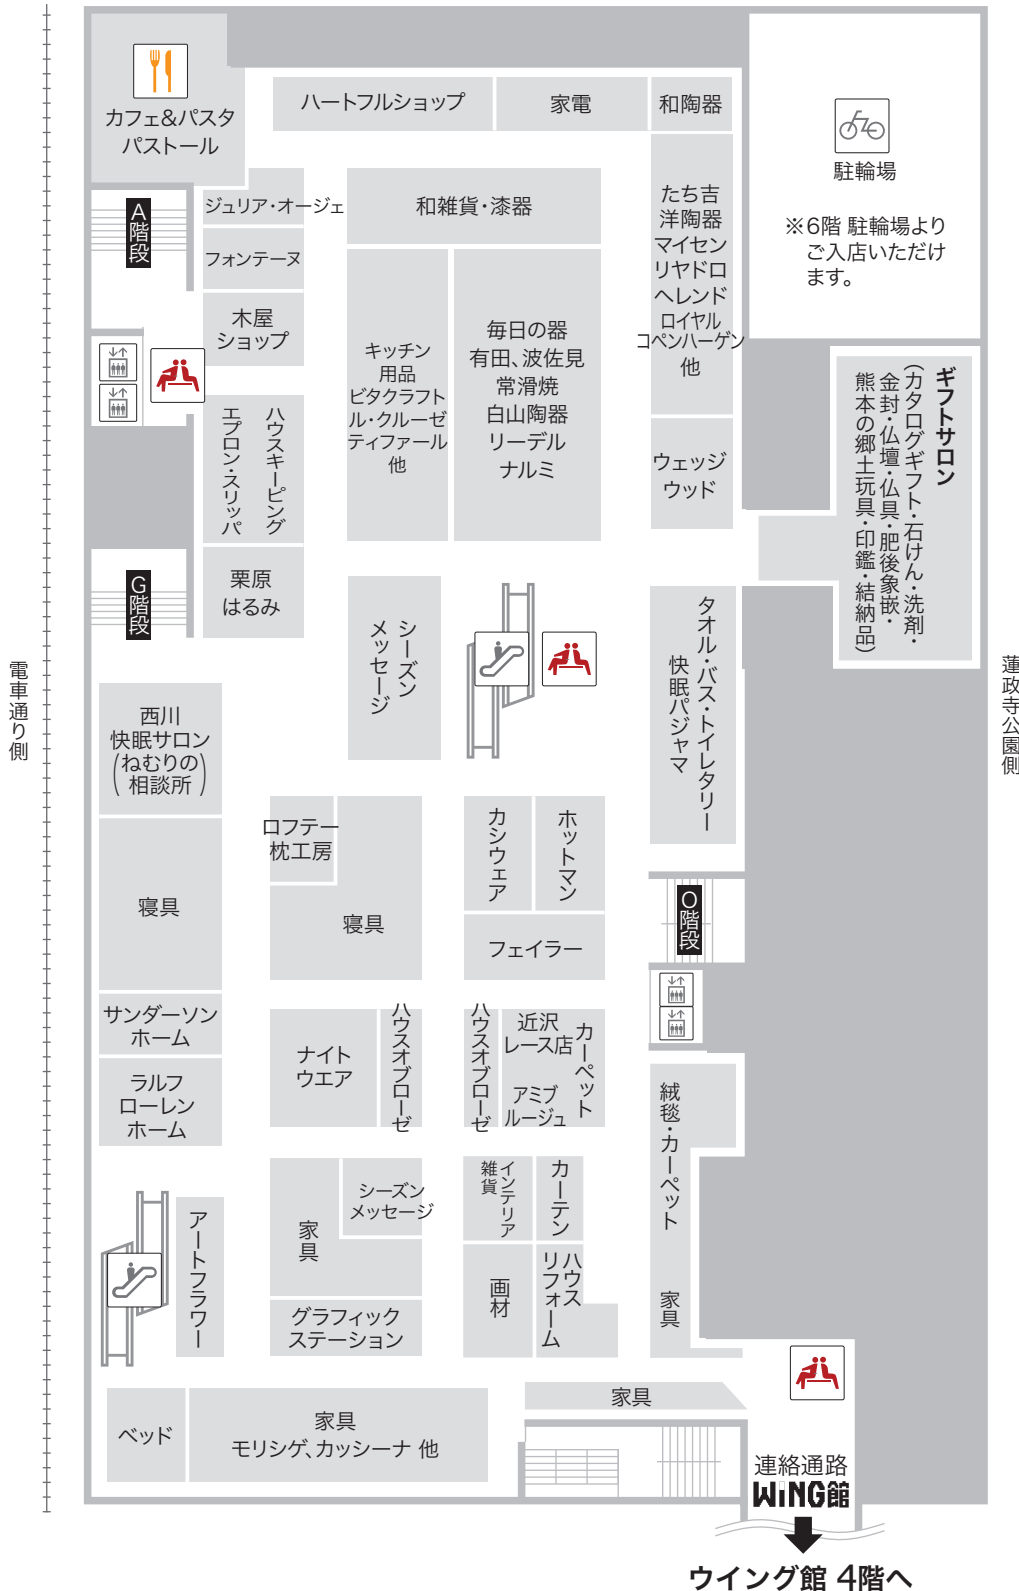 カフェ&パスタ
パストール
ハートフルショップ
家電
和陶器
駐輪場
※6階 駐輪場より
ご入店いただけ
ます。
A階段
ジュリア・オージェ
フォンテーヌ
木屋
ショップ
和雑貨・漆器
たち吉
洋陶器
マイセン
リヤドロ
ヘレンド
ロイヤル
コペンハーゲン
他
キッチン
用品
ビタクラフト
ル・クルーゼ
ティファール
他
毎日の器
有田、波佐見
常滑焼
白山陶器
リーデル
ナルミ
ハウスキーピング
エプロン・スリッパ
ウェッジ
ウッド
ギフトサロン
(カタログギフト・石けん・洗剤・
金封・仏壇・仏具・肥後象嵌・
熊本の郷土玩具・印鑑・結納品)
G階段
栗原
はるみ
シーズン
メッセージ
タオル・バス・トイレタリー
快眠パジャマ
電車通り側
蓮政寺公園側
西川
快眠サロン
(ねむりの
相談所)
ロフテー
枕工房
寝具
寝具
カシウェア
ホットマン
フェイラー
O階段
サンダーソン
ホーム
ラルフ
ローレン
ホーム
ナイト
ウエア
ハウスオブローゼ
ハウスオブローゼ
近沢
レース店
アミブ
ルージュ
カーペット
絨毯・カーペット
家具
アートフラワー
家具
シーズン
メッセージ
グラフィック
ステーション
インテリア
雑貨
カーテン
画材
ハウス
リフォーム
ベッド
家具
モリシゲ、カッシーナ 他
家具
連絡通路
WiNG館
ウイング館 4階へ